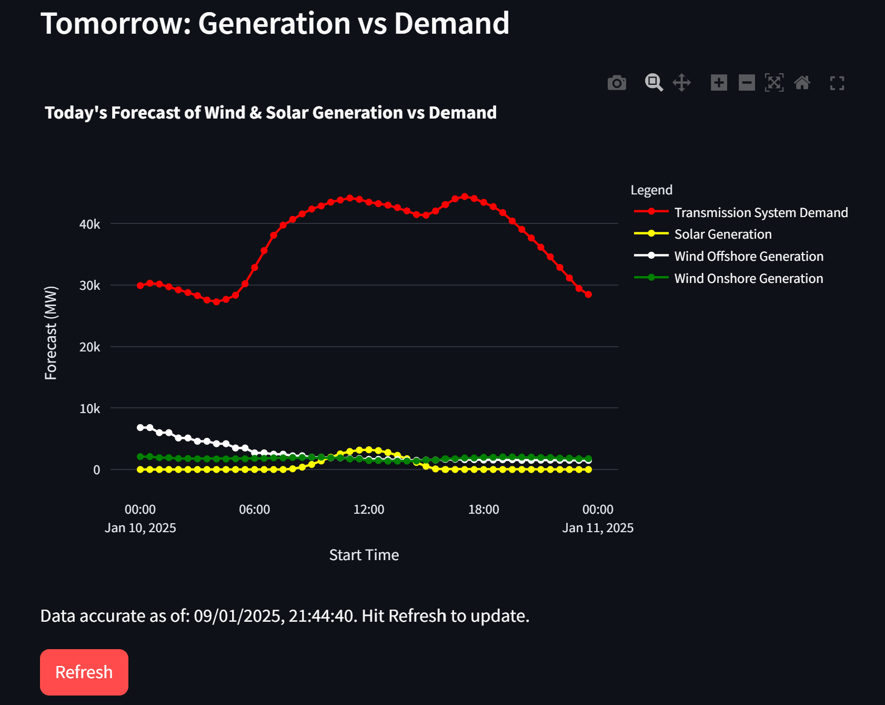 Tomorrow: Generation vs Demand
Today's Forecast of Wind & Solar Generation vs Demand
Legend
Transmission System Demand
Solar Generation
Wind Offshore Generation
Wind Onshore Generation
Forecast (MW)
40k
30k
20k
10k
0
00:00 06:00 12:00 18:00 00:00
Jan 10, 2025 Jan 11, 2025
Start Time
Data accurate as of: 09/01/2025, 21:44:40. Hit Refresh to update.
Refresh